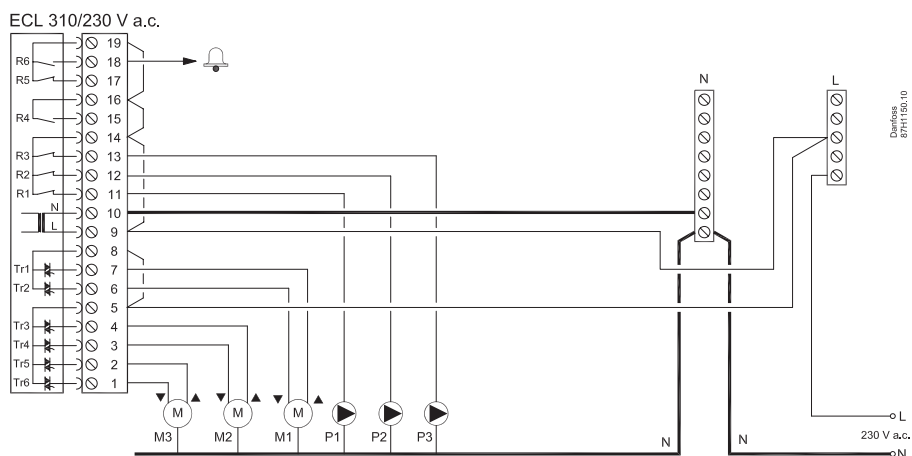 ECL 310/230 V a.c.
19
R6 18
R5 17
16
R4 15
14
R3 13
R2 12
R1 11
N 10
L 9
8
Tr1 7
Tr2 6
5
Tr3 4
Tr4 3
Tr5 2
Tr6 1
N
L
Danfoss
87H1150.10
M M M
M3 M2 M1 P1 P2 P3
N N
L
230 V a.c.
N